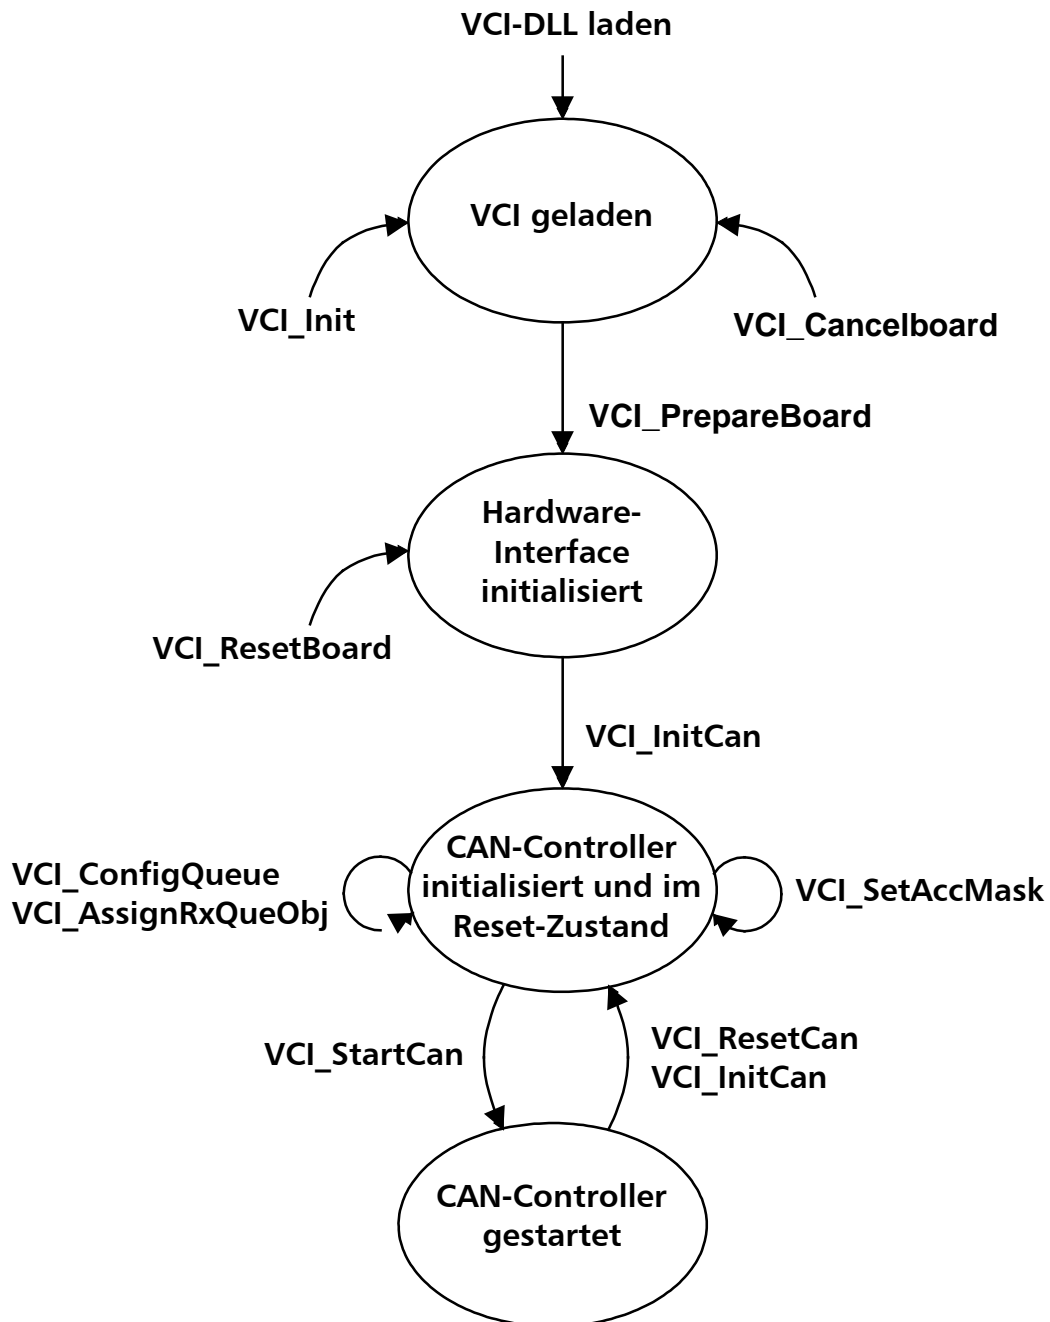 VCI-DLL laden
VCI geladen
VCI_Init
VCI_Cancelboard
VCI_PrepareBoard
Hardware-
Interface
initialisiert
VCI_ResetBoard
VCI_InitCan
CAN-Controller
initialisiert und im
Reset-Zustand
VCI_ConfigQueue
VCI_AssignRxQueObj
VCI_SetAccMask
VCI_StartCan
VCI_ResetCan
VCI_InitCan
CAN-Controller
gestartet